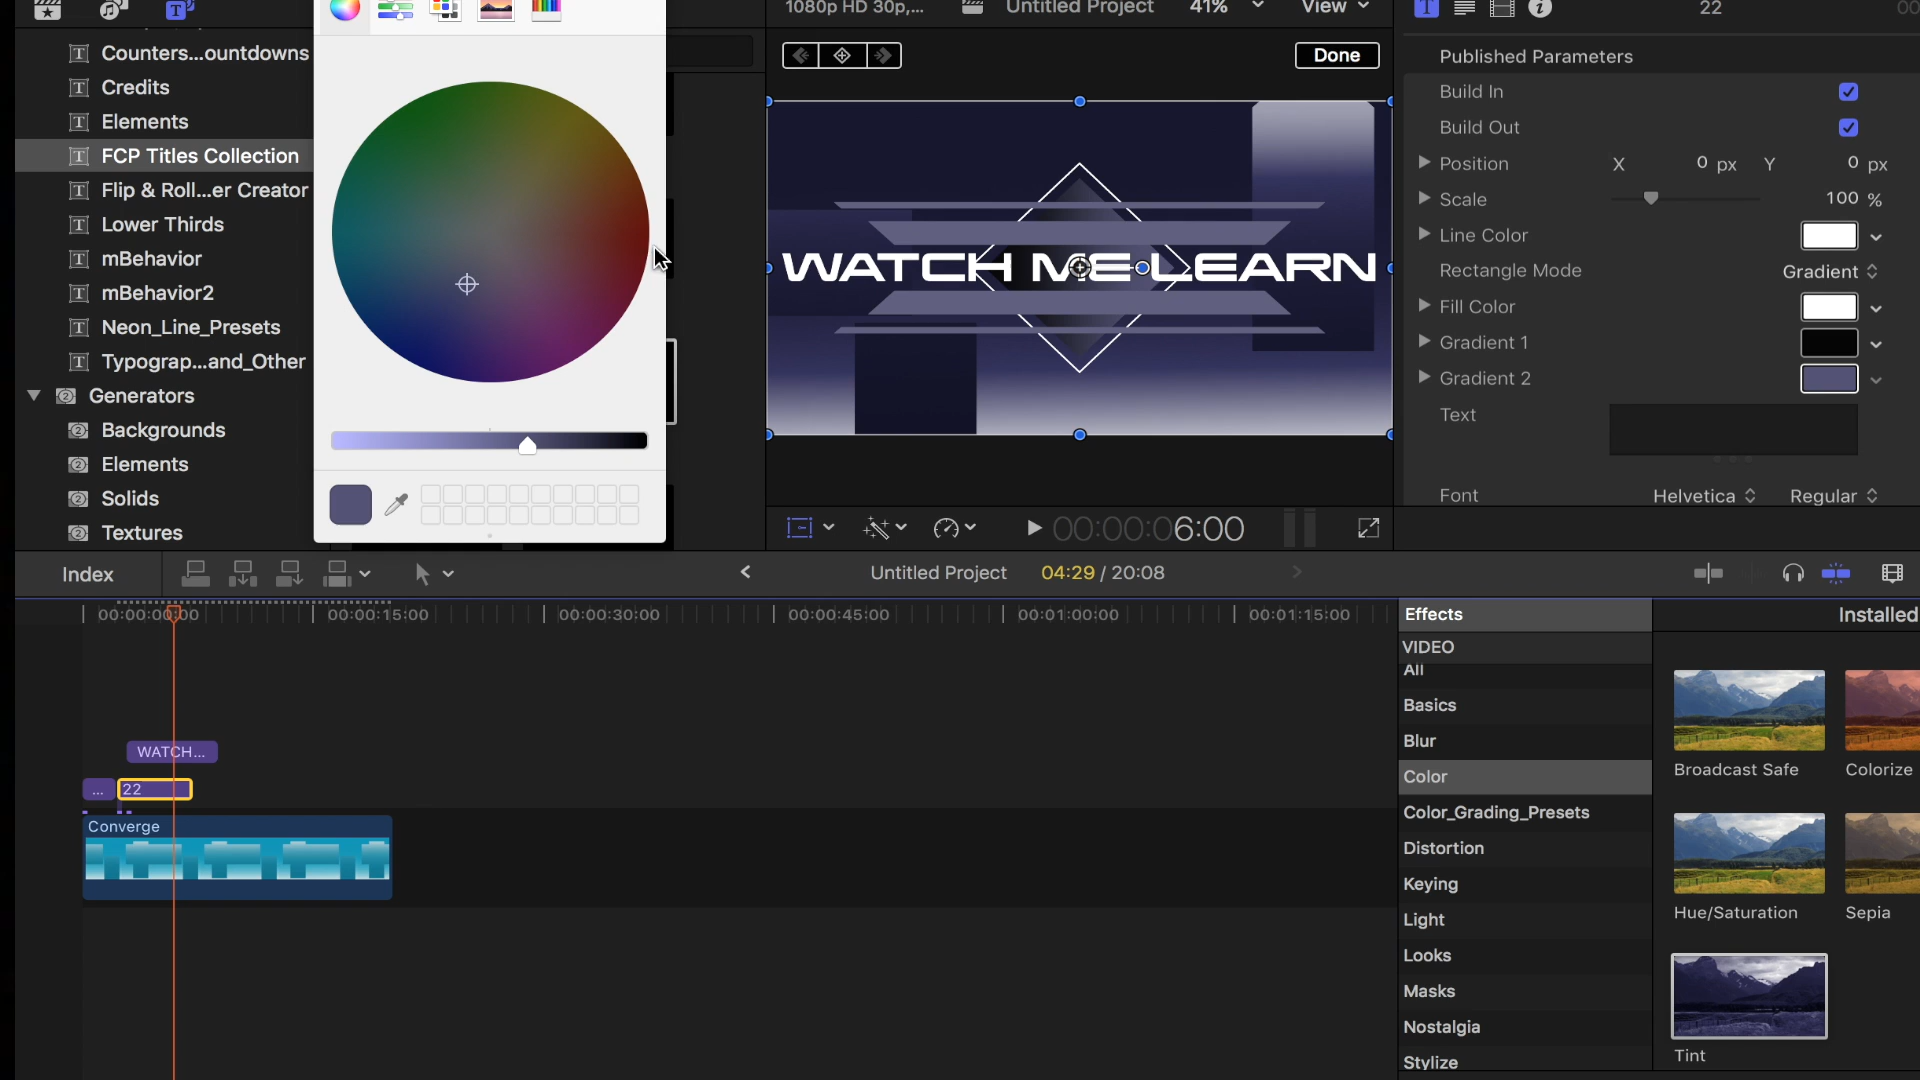 1080p HD 30p,...
Untitled Project
41%
View
22
Counters...ountdowns
Credits
Elements
FCP Titles Collection
Flip & Roll...er Creator
Lower Thirds
mBehavior
mBehavior2
Neon_Line_Presets
Typograp...and_Other
Generators
Backgrounds
Elements
Solids
Textures
Done
WATCH ME LEARN
00:00:06:00
Published Parameters
Build In
Build Out
Position X 0 px Y 0 px
Scale 100 %
Line Color
Rectangle Mode Gradient
Fill Color
Gradient 1
Gradient 2
Text
Font Helvetica Regular
Index
Untitled Project 04:29 / 20:08
00:00:00:00 00:00:15:00 00:00:30:00 00:00:45:00 00:01:00:00 00:01:15:00
WATCH...
...
22
Converge
Effects
Installed
VIDEO
All
Basics
Blur
Color
Color_Grading_Presets
Distortion
Keying
Light
Looks
Masks
Nostalgia
Stylize
Broadcast Safe
Colorize
Hue/Saturation
Sepia
Tint